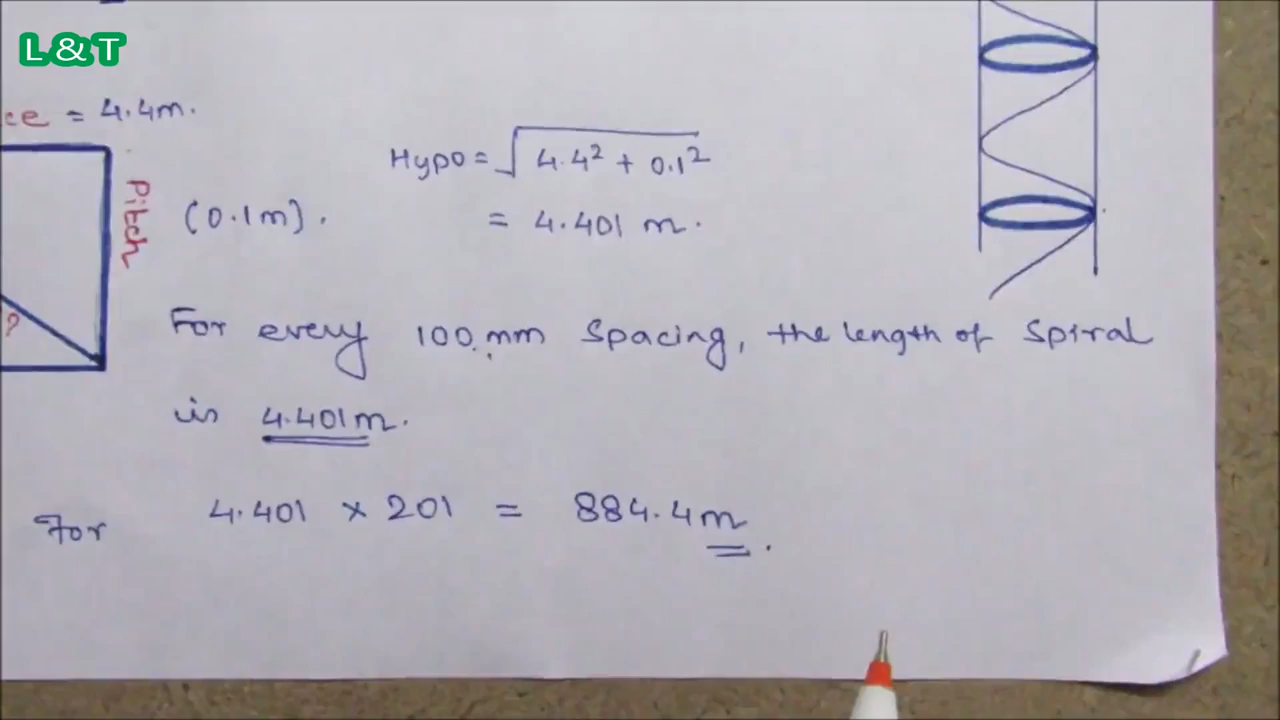 L&T
ce = 4.4m.
Hypo = √4.4² + 0.1²
Pitch
(0.1m).
= 4.401 m.
?
For every 100 mm Spacing, the length of Spiral
is 4.401m.
For 4.401 × 201 = 884.4m.